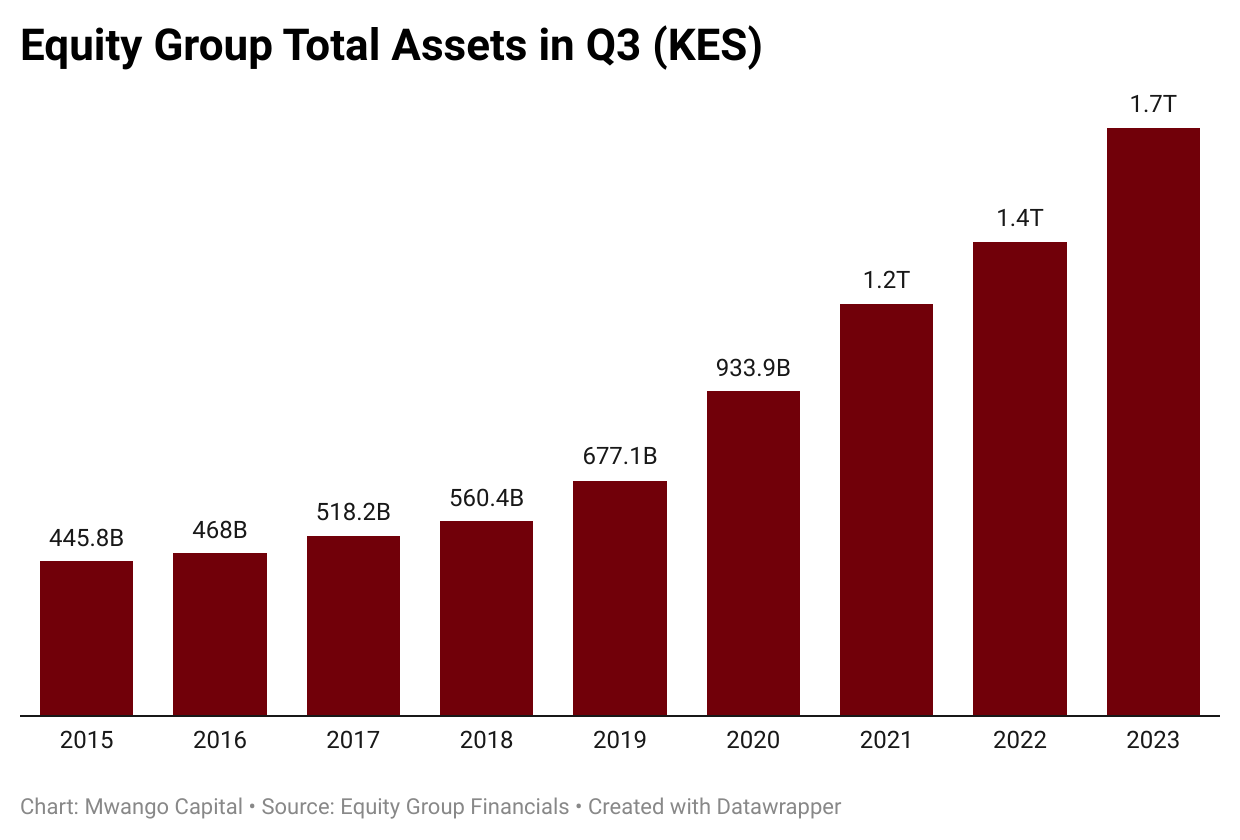 Equity Group Total Assets in Q3 (KES)
1.7T
1.4T
1.2T
933.9B
677.1B
560.4B
518.2B
468B
445.8B
2015 2016 2017 2018 2019 2020 2021 2022 2023
Chart: Mwango Capital • Source: Equity Group Financials • Created with Datawrapper